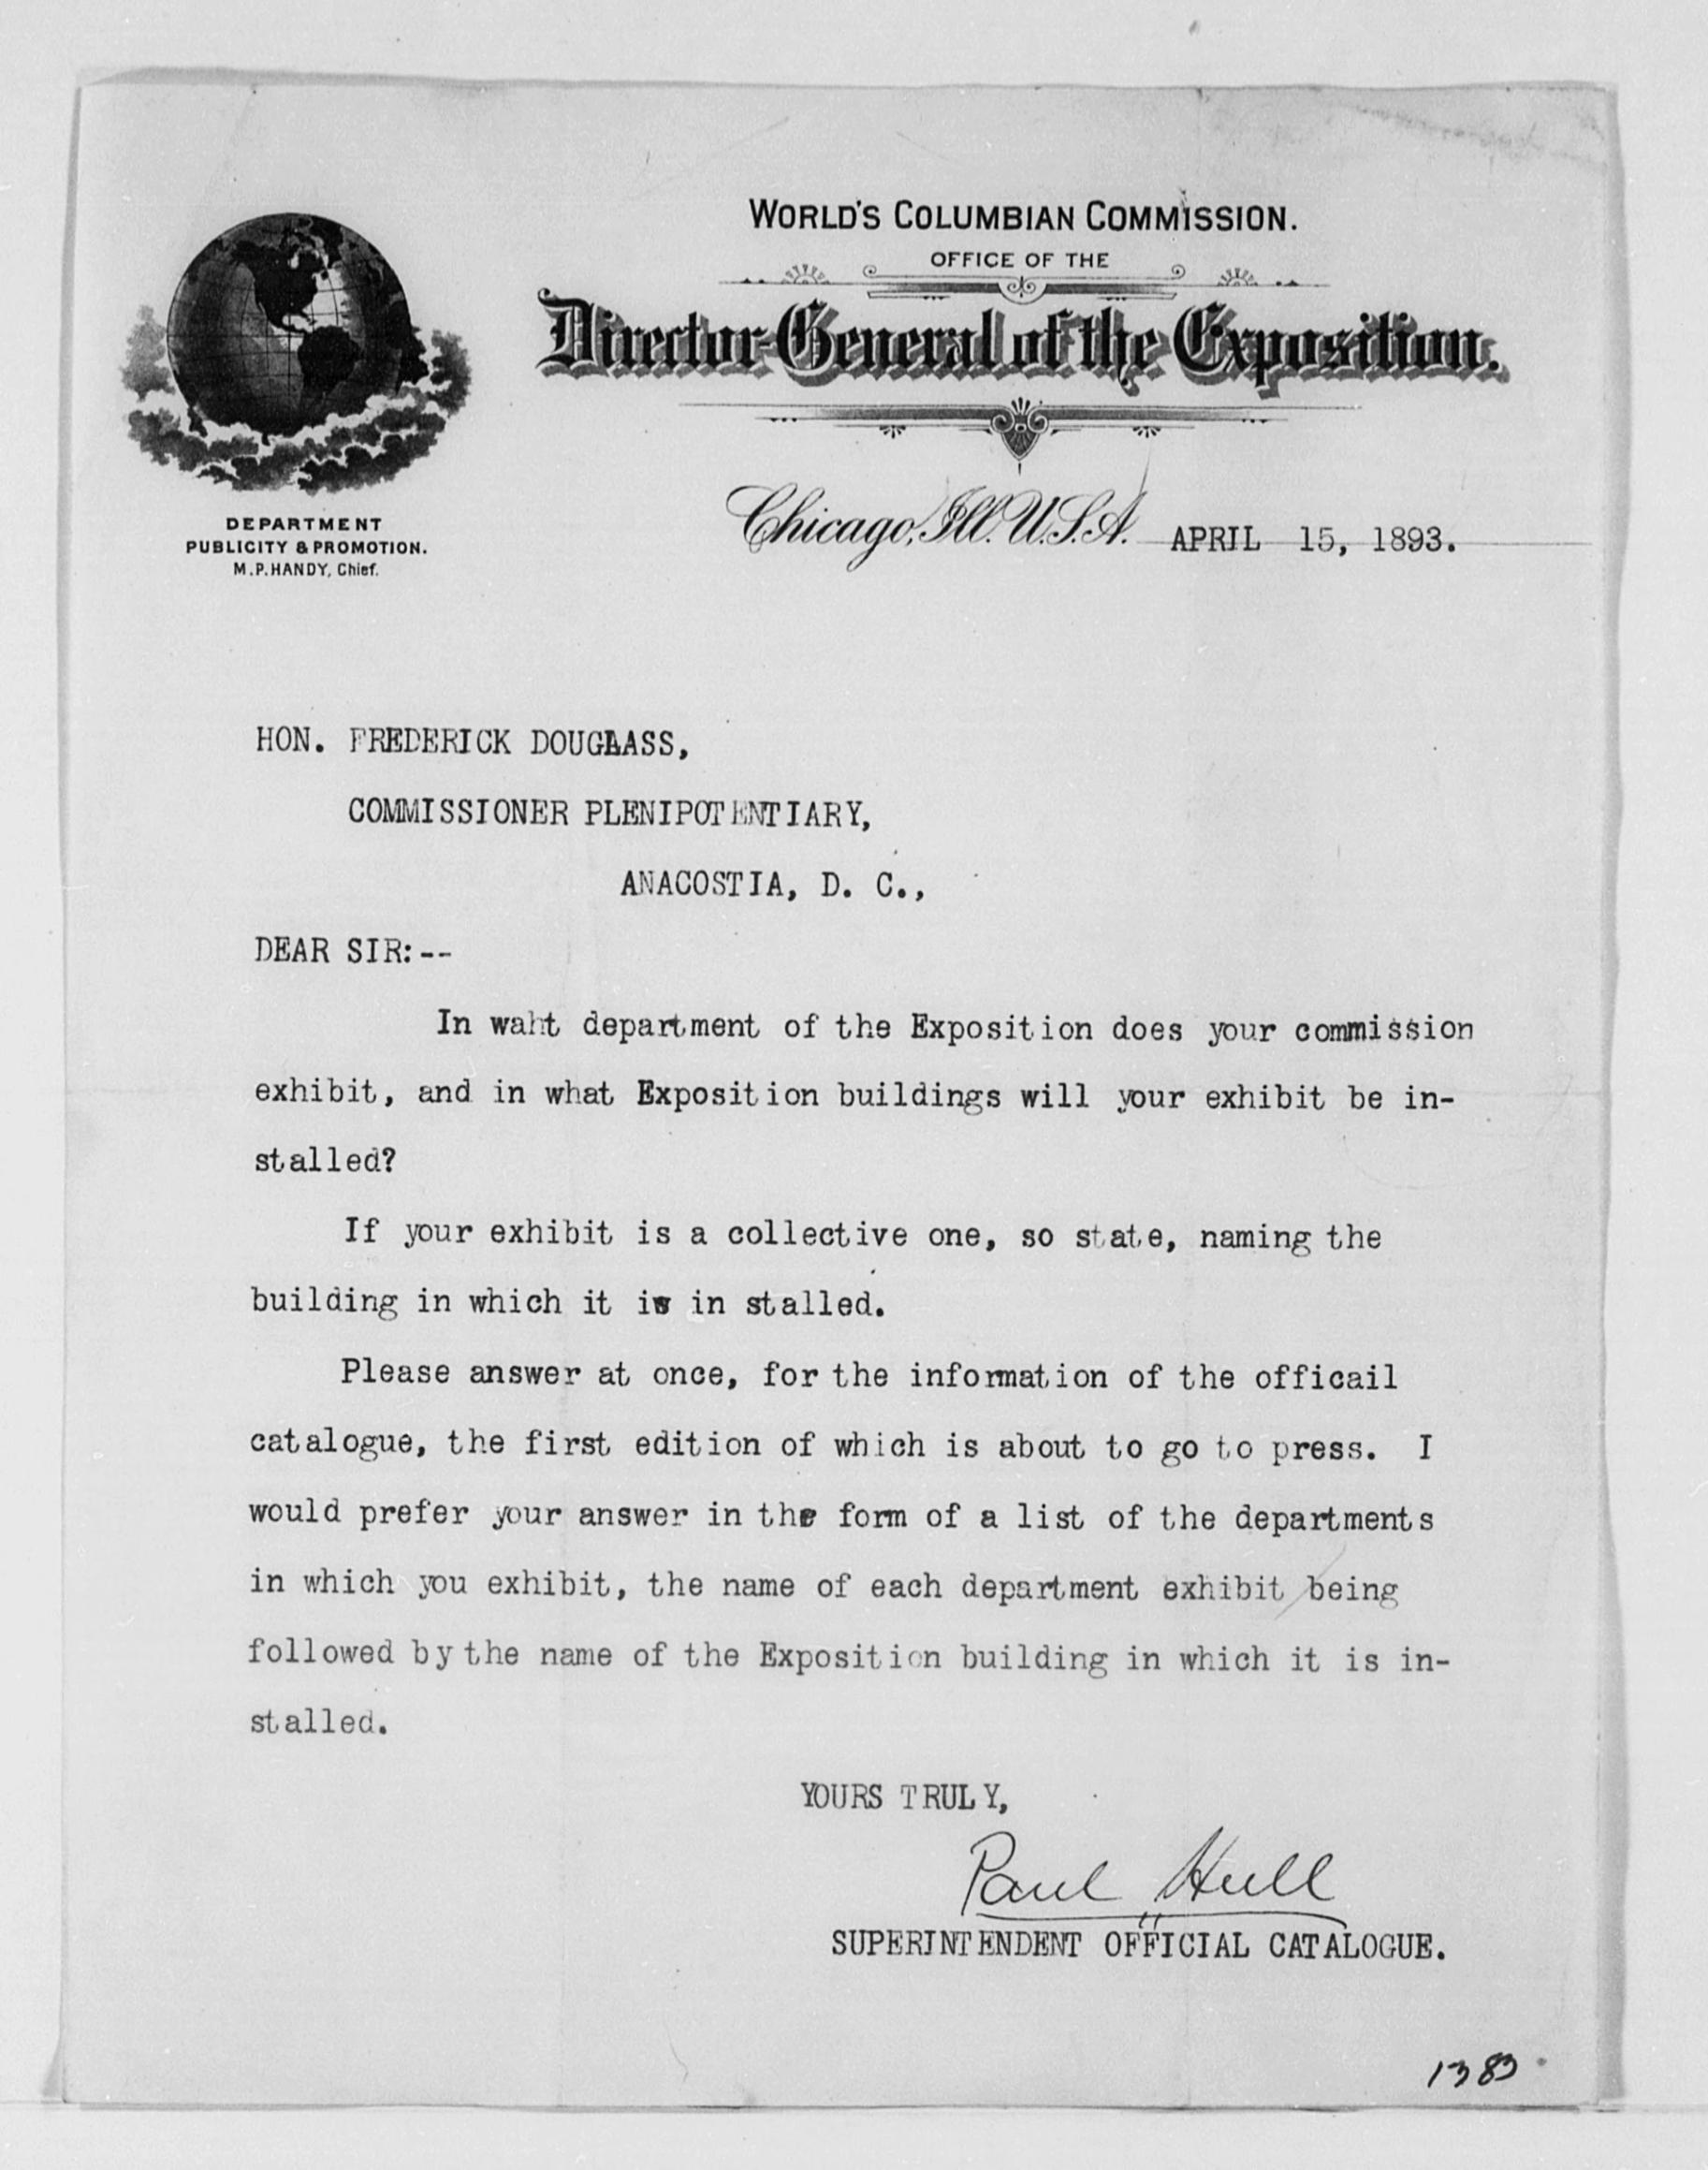 WORLD'S COLUMBIAN COMMISSION.
OFFICE OF THE
Director-General of the Exposition.
DEPARTMENT
PUBLICITY & PROMOTION.
M.P. HANDY, Chief.
Chicago, Ill. U.S.A. APRIL 15, 1893.
HON. FREDERICK DOUGLASS,
COMMISSIONER PLENIPOTENTIARY,
ANACOSTIA, D. C.,
DEAR SIR:--
In waht department of the Exposition does your commission
exhibit, and in what Exposition buildings will your exhibit be in-
stalled?
If your exhibit is a collective one, so state, naming the
building in which it is in stalled.
Please answer at once, for the information of the officail
catalogue, the first edition of which is about to go to press. I
would prefer your answer in the form of a list of the departments
in which you exhibit, the name of each department exhibit being
followed by the name of the Exposition building in which it is in-
stalled.
YOURS TRULY,
Paul Hull
SUPERINTENDENT OFFICIAL CATALOGUE.
1383